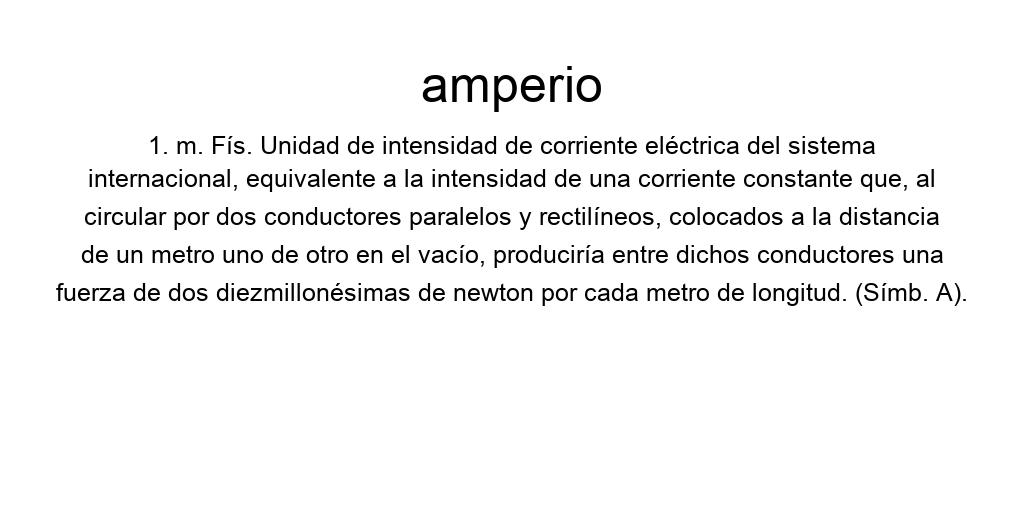 amperio
1. m. Fís. Unidad de intensidad de corriente eléctrica del sistema
internacional, equivalente a la intensidad de una corriente constante que, al
circular por dos conductores paralelos y rectilíneos, colocados a la distancia
de un metro uno de otro en el vacío, produciría entre dichos conductores una
fuerza de dos diezmillonésimas de newton por cada metro de longitud. (Símb. A).